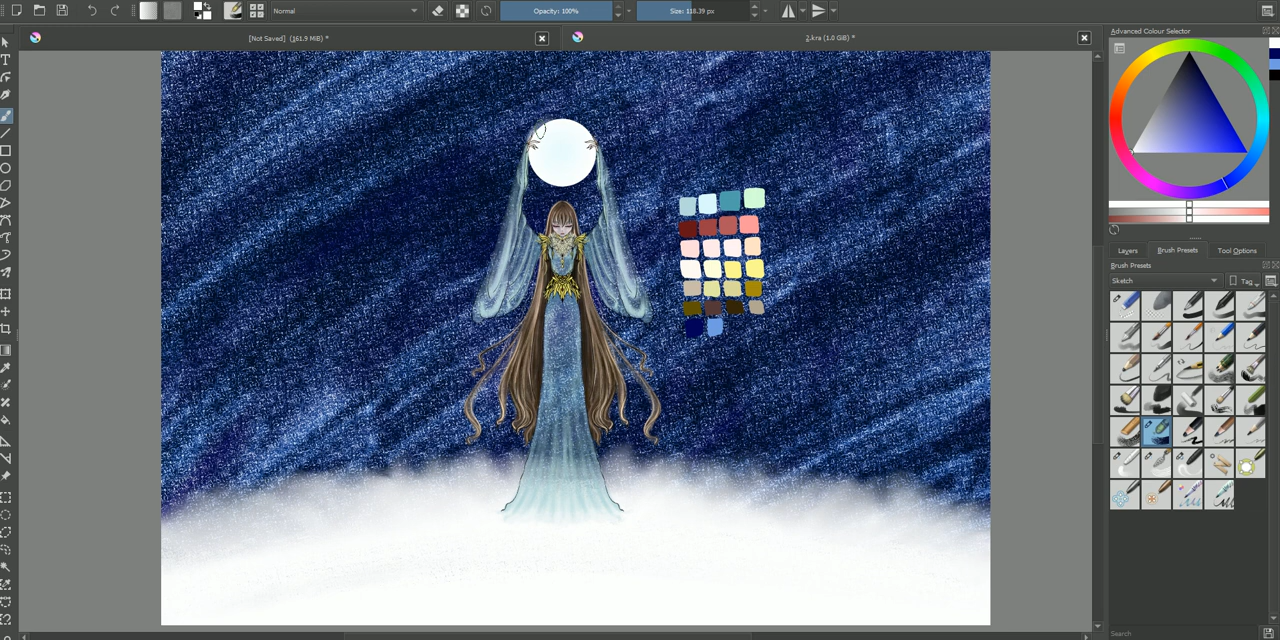 Normal
Opacity: 100%
Size: 118.39 px
[Not Saved] (161.9 MiB) *
2.kra (1.0 GiB) *
Advanced Colour Selector
Layers
Brush Presets
Tool Options
Brush Presets
Sketch
Tag
Search